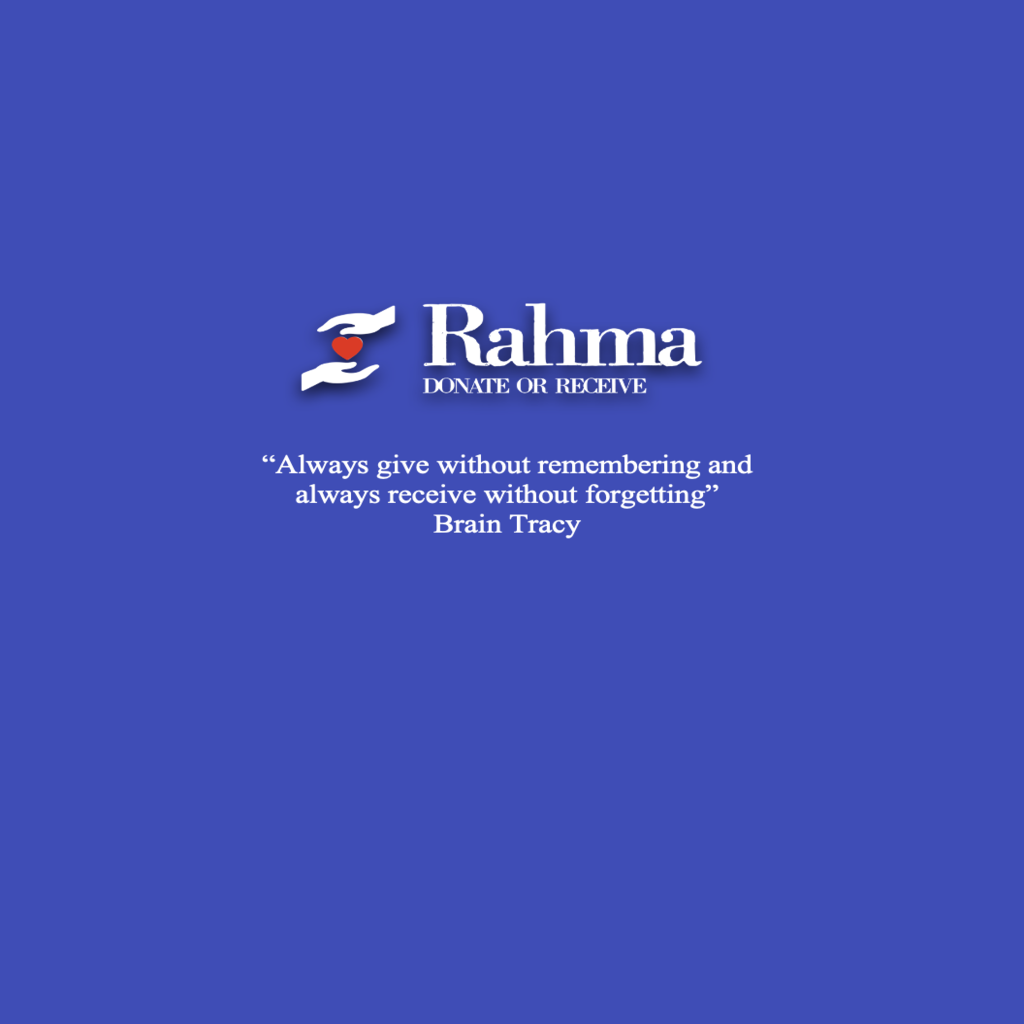 Rahma
DONATE OR RECEIVE
“Always give without remembering and
always receive without forgetting”
Brain Tracy